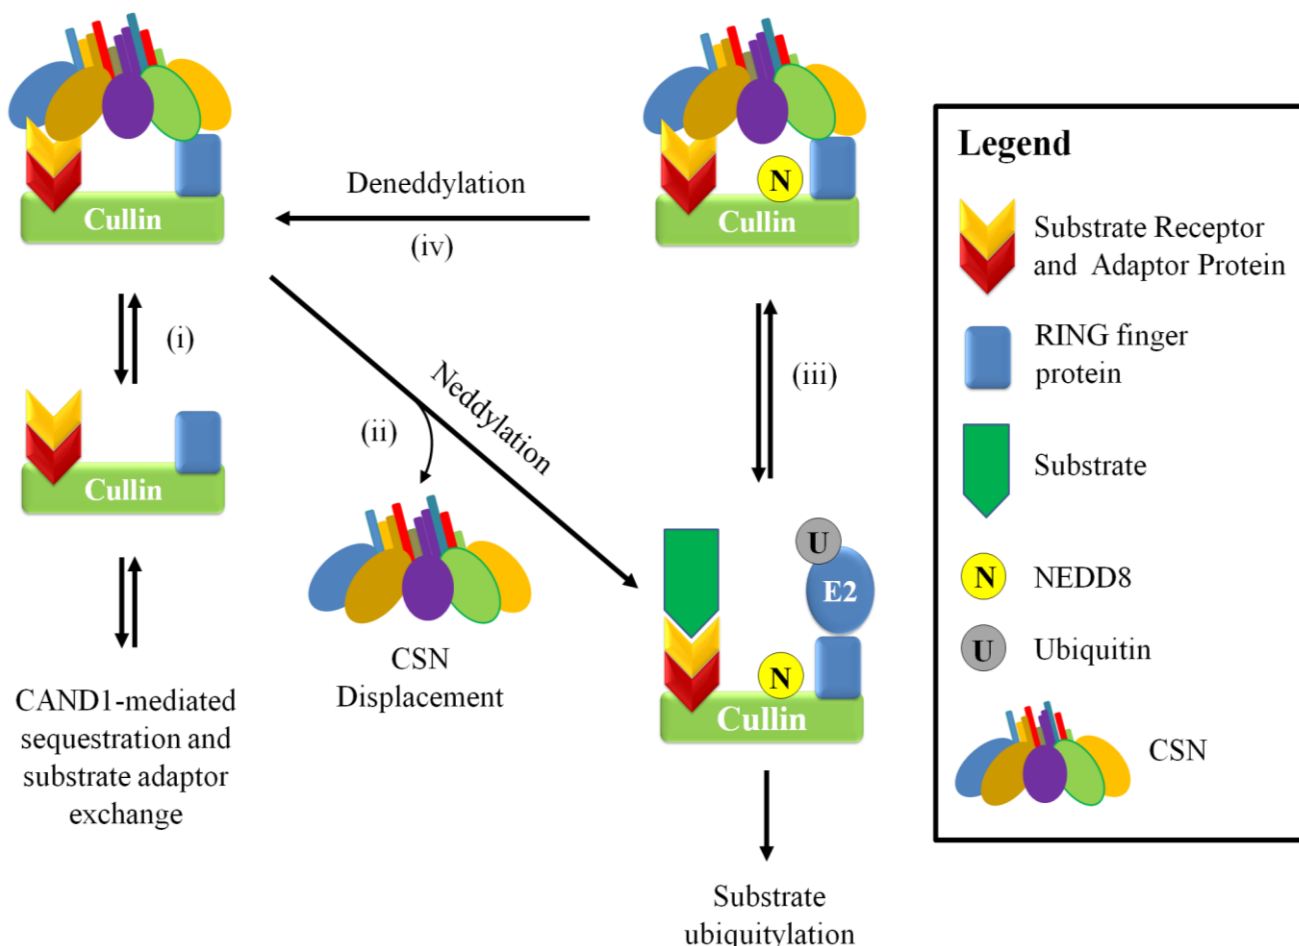 Deneddylation
(iv)
N
Cullin
Cullin
(i)
(iii)
Neddylation
(ii)
Cullin
CSN
Displacement
U
E2
N
Cullin
CAND1-mediated
sequestration and
substrate adaptor
exchange
Substrate
ubiquitylation
Legend
Substrate Receptor
and Adaptor Protein
RING finger
protein
Substrate
N
NEDD8
U
Ubiquitin
CSN